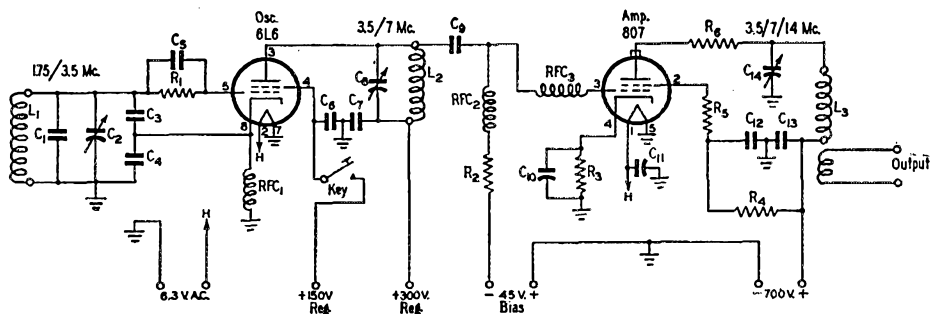 Osc.
6L6
3.5/7 Mc.
C9
Amp.
807
R6
3.5/7/14 Mc.
1.75/3.5 Mc.
C5
R1
3
5
4
8
2
7
H
L1
C1
C2
C3
C4
RFC1
C6
C7
C8
L2
Key
RFC2
R2
RFC3
3
2
4
1
5
H
C10
R3
C11
R5
C12
C13
R4
C14
L3
Output
H
6.3 V. A.C.
+150V
Reg.
+300V.
Reg.
- 45V. +
Bias
- 700V. +